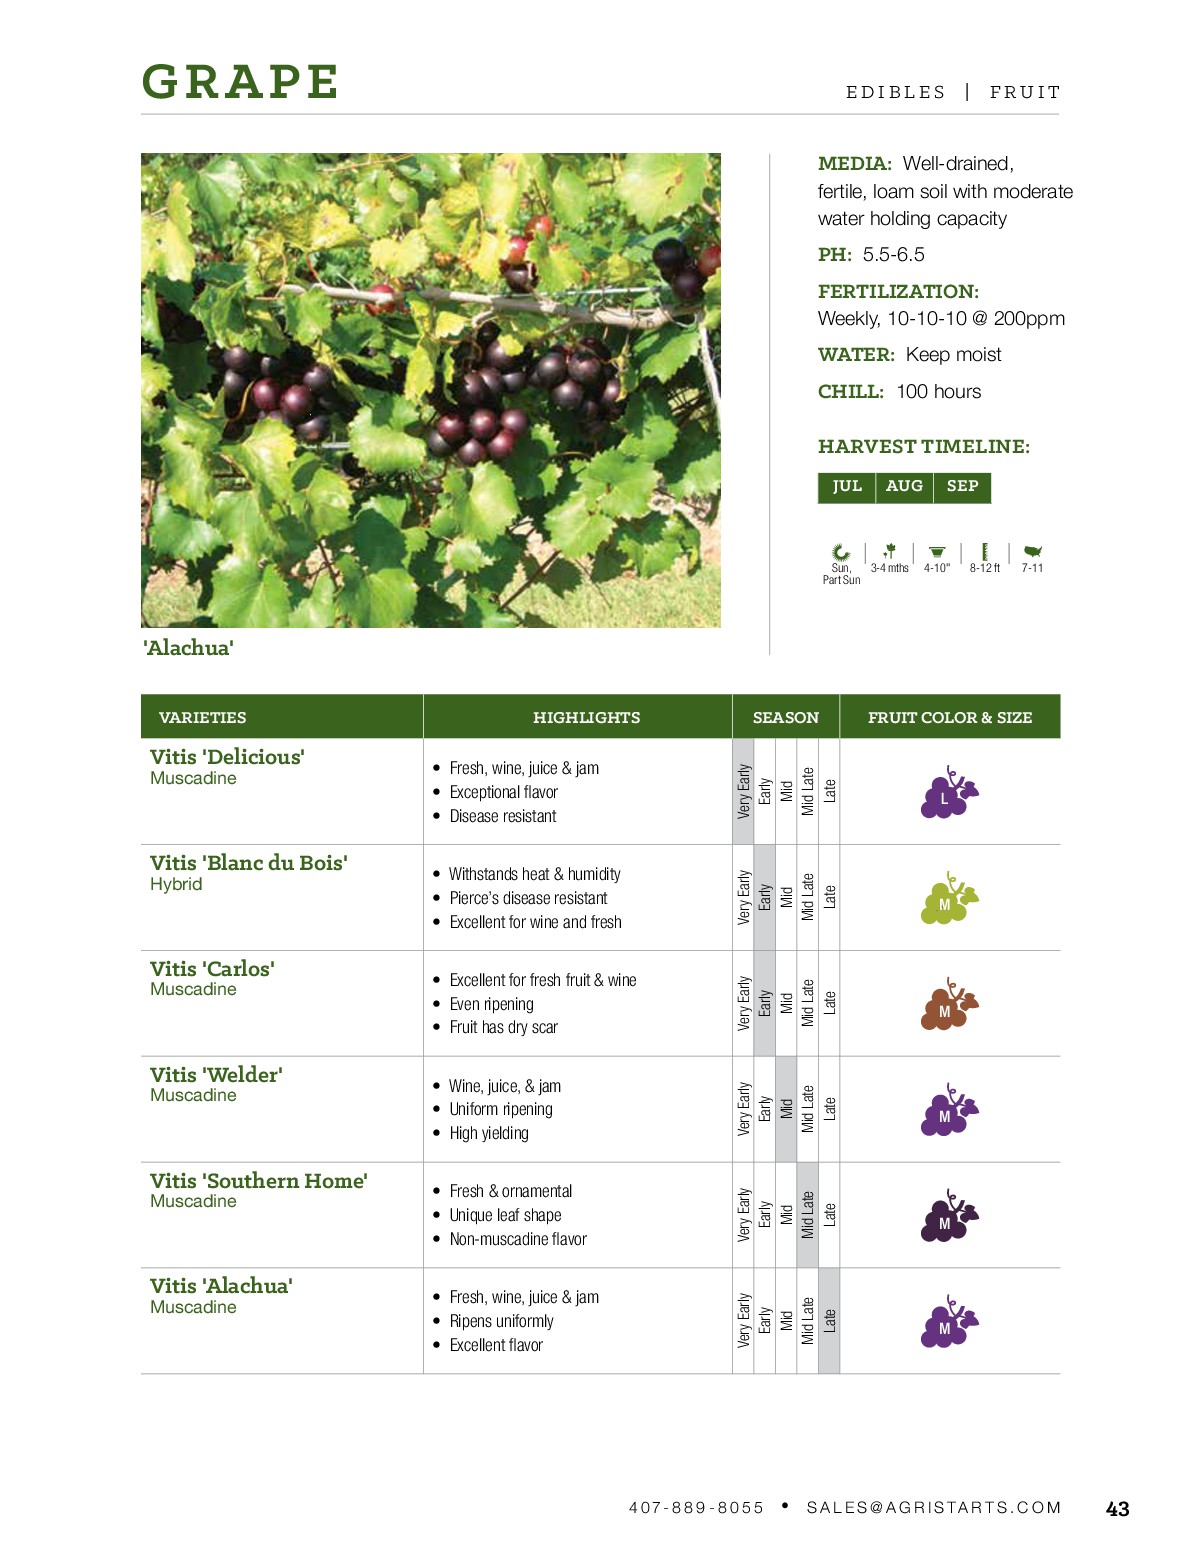 GRAPE
EDIBLES | FRUIT
MEDIA: Well-drained,
fertile, loam soil with moderate
water holding capacity
PH: 5.5-6.5
FERTILIZATION:
Weekly, 10-10-10 @ 200ppm
WATER: Keep moist
CHILL: 100 hours
HARVEST TIMELINE:
JUL AUG SEP
Sun,
Part Sun
3-4 mths
4-10"
8-12 ft
7-11
'Alachua'
VARIETIES HIGHLIGHTS SEASON FRUIT COLOR & SIZE
Vitis 'Delicious'
Muscadine
• Fresh, wine, juice & jam
• Exceptional flavor
• Disease resistant
Very Early
Early
Mid
Mid Late
Late
L
Vitis 'Blanc du Bois'
Hybrid
• Withstands heat & humidity
• Pierce's disease resistant
• Excellent for wine and fresh
Very Early
Early
Mid
Mid Late
Late
M
Vitis 'Carlos'
Muscadine
• Excellent for fresh fruit & wine
• Even ripening
• Fruit has dry scar
Very Early
Early
Mid
Mid Late
Late
M
Vitis 'Welder'
Muscadine
• Wine, juice, & jam
• Uniform ripening
• High yielding
Very Early
Early
Mid
Mid Late
Late
M
Vitis 'Southern Home'
Muscadine
• Fresh & ornamental
• Unique leaf shape
• Non-muscadine flavor
Very Early
Early
Mid
Mid Late
Late
M
Vitis 'Alachua'
Muscadine
• Fresh, wine, juice & jam
• Ripens uniformly
• Excellent flavor
Very Early
Early
Mid
Mid Late
Late
M
407-889-8055 • SALES@AGRISTARTS.COM 43